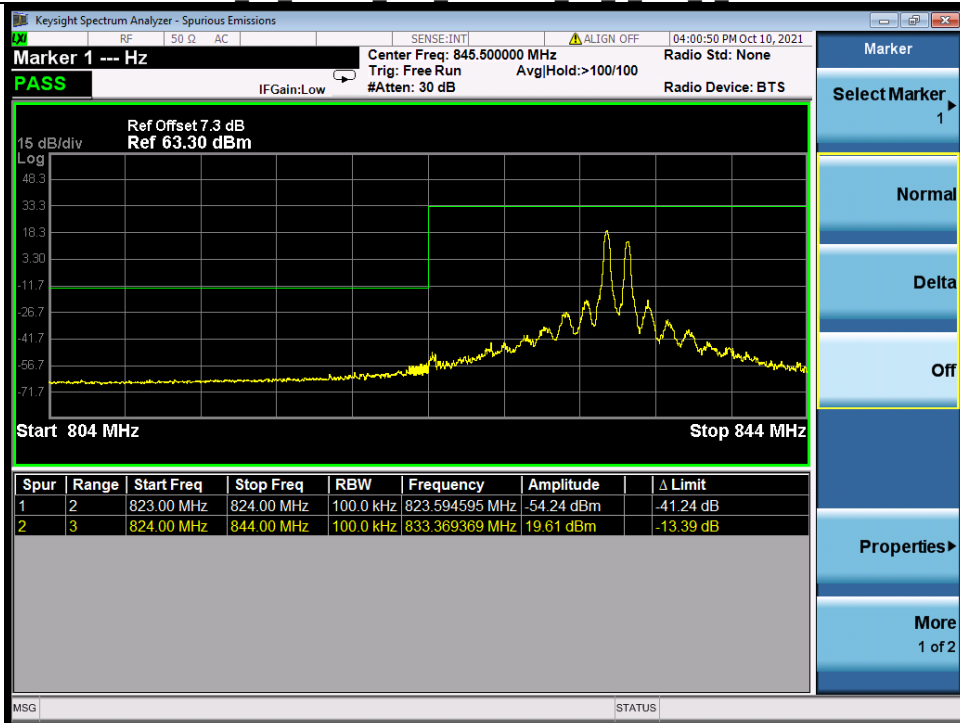 Keysight Spectrum Analyzer - Spurious Emissions
LXI RF 50 Ω AC SENSE:INT ALIGN OFF 04:00:50 PM Oct 10, 2021
Marker 1 --- Hz Center Freq: 845.500000 MHz Radio Std: None
Trig: Free Run Avg|Hold:>100/100
PASS IFGain:Low #Atten: 30 dB Radio Device: BTS
Ref Offset 7.3 dB
15 dB/div Ref 63.30 dBm
Log
48.3
33.3
18.3
3.30
-11.7
-26.7
-41.7
-56.7
-71.7
Start 804 MHz Stop 844 MHz
Spur Range Start Freq Stop Freq RBW Frequency Amplitude Δ Limit
1 2 823.00 MHz 824.00 MHz 100.0 kHz 823.594595 MHz -54.24 dBm -41.24 dB
2 3 824.00 MHz 844.00 MHz 100.0 kHz 833.369369 MHz 19.61 dBm -13.39 dB
MSG STATUS
Marker
Select Marker
1
Normal
Delta
Off
Properties
More
1 of 2